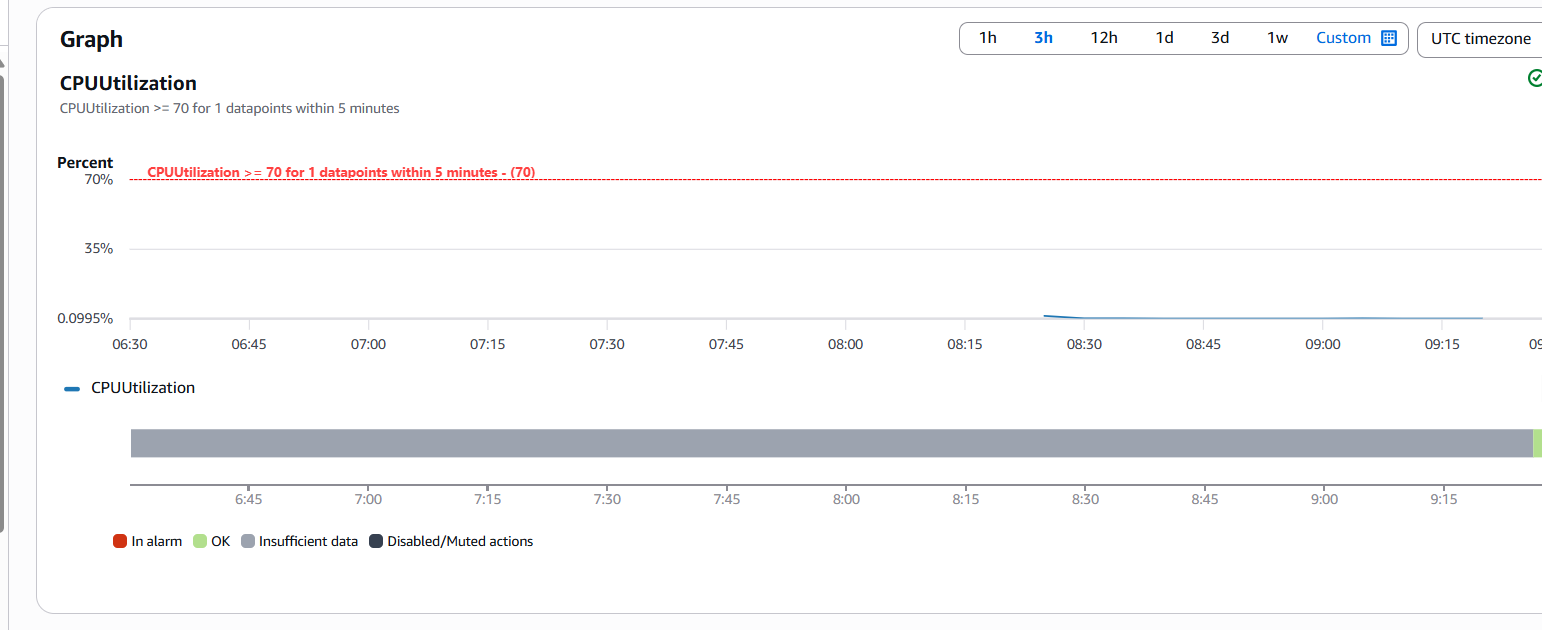 Graph
1h 3h 12h 1d 3d 1w Custom UTC timezone
CPUUtilization
CPUUtilization >= 70 for 1 datapoints within 5 minutes
Percent
CPUUtilization >= 70 for 1 datapoints within 5 minutes - (70)
70%
35%
0.0995%
06:30 06:45 07:00 07:15 07:30 07:45 08:00 08:15 08:30 08:45 09:00 09:15 09
CPUUtilization
6:45 7:00 7:15 7:30 7:45 8:00 8:15 8:30 8:45 9:00 9:15
In alarm OK Insufficient data Disabled/Muted actions